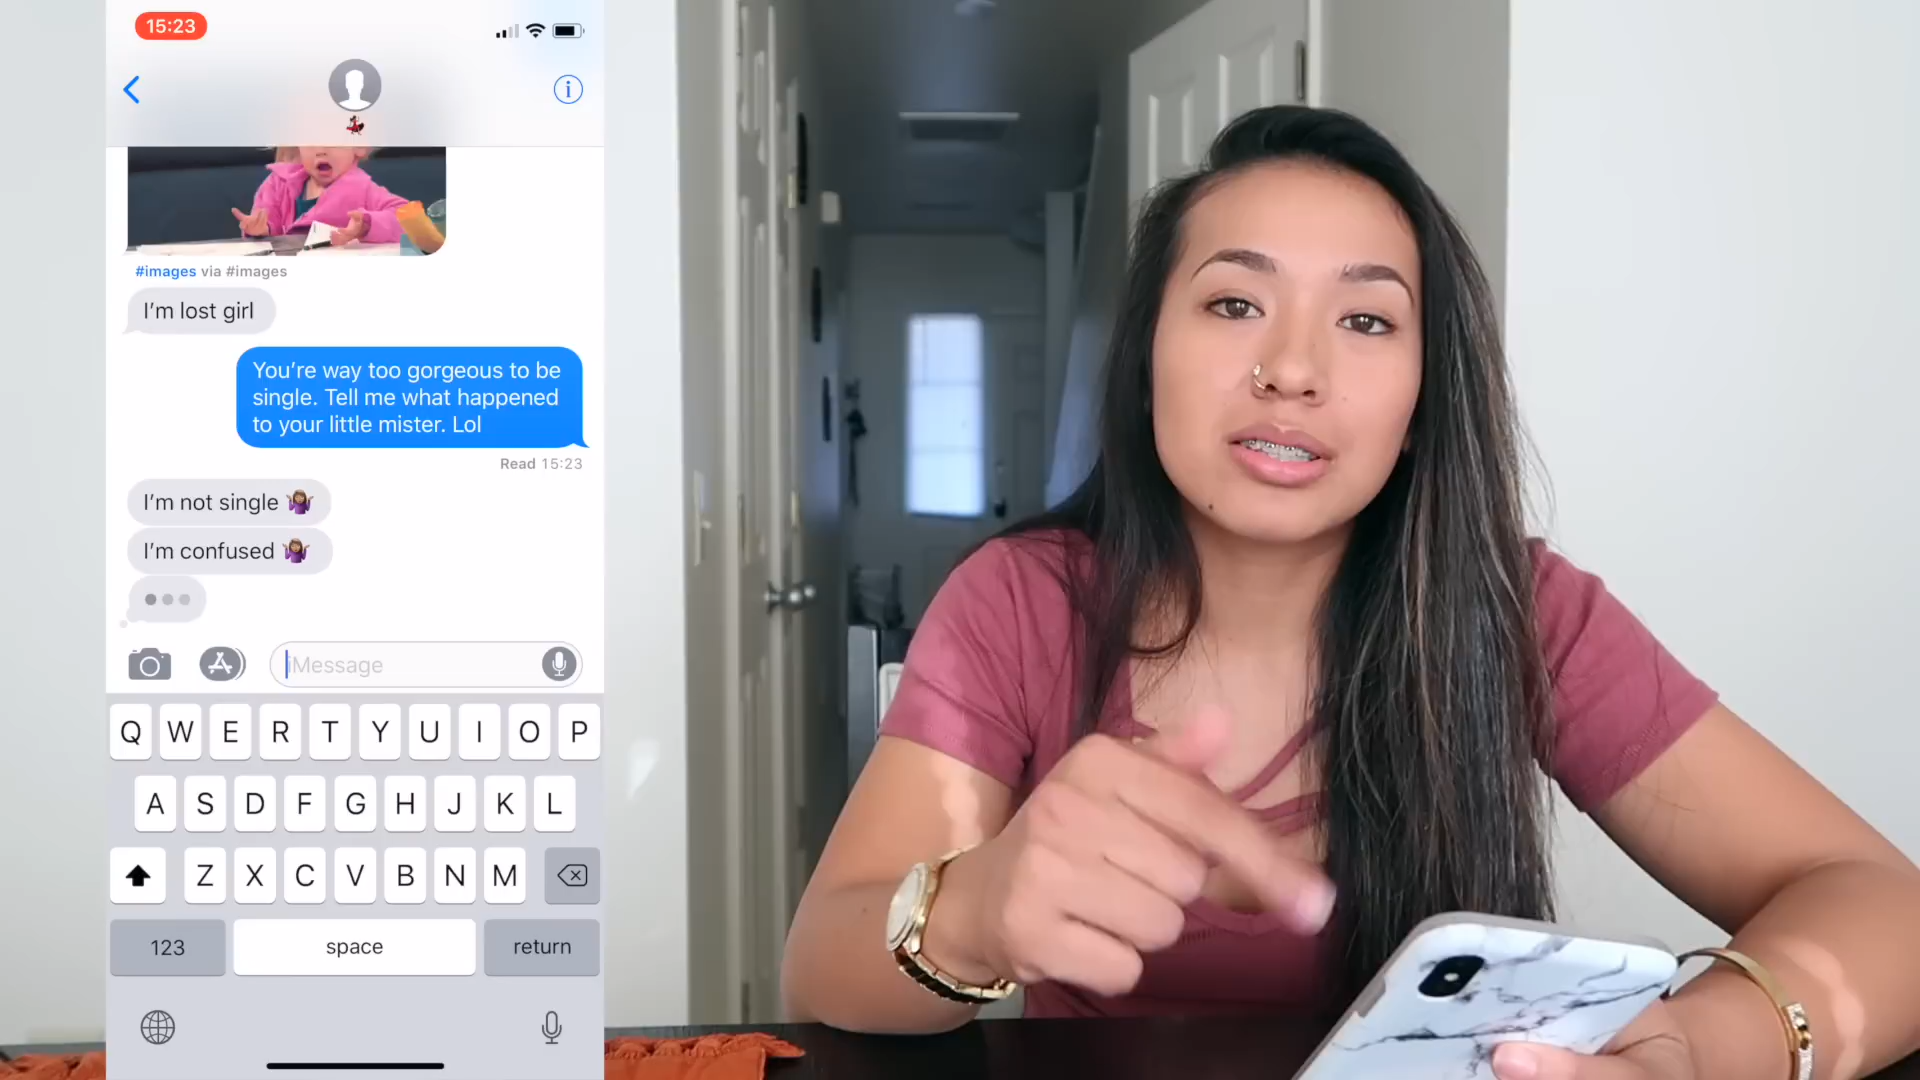 15:23
#images via #images
I'm lost girl
You're way too gorgeous to be
single. Tell me what happened
to your little mister. Lol
Read 15:23
I'm not single 🤷🏽‍♀️
I'm confused 🤷🏽‍♀️
iMessage
Q W E R T Y U I O P
A S D F G H J K L
Z X C V B N M
123 space return